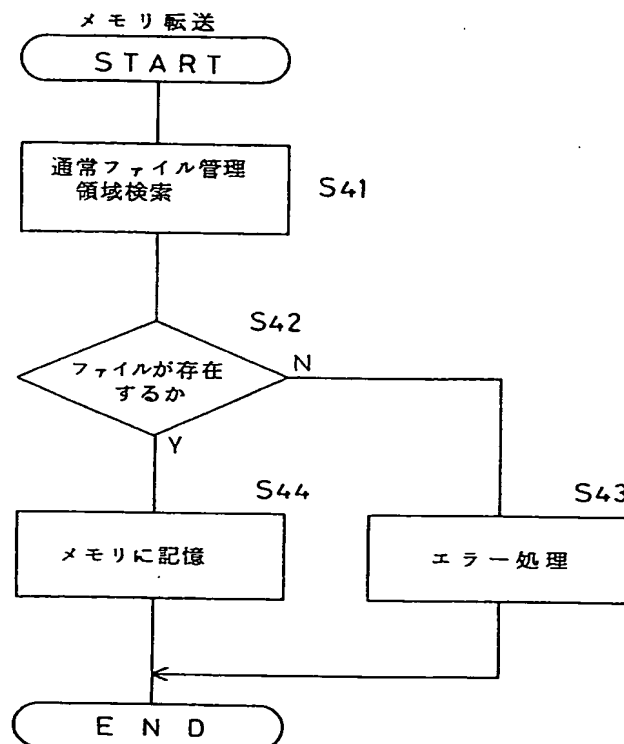 メモリ転送
START
通常ファイル管理
領域検索
S41
S42
ファイルが存在
するか
N
Y
S44
S43
メモリに記憶
エラー処理
END